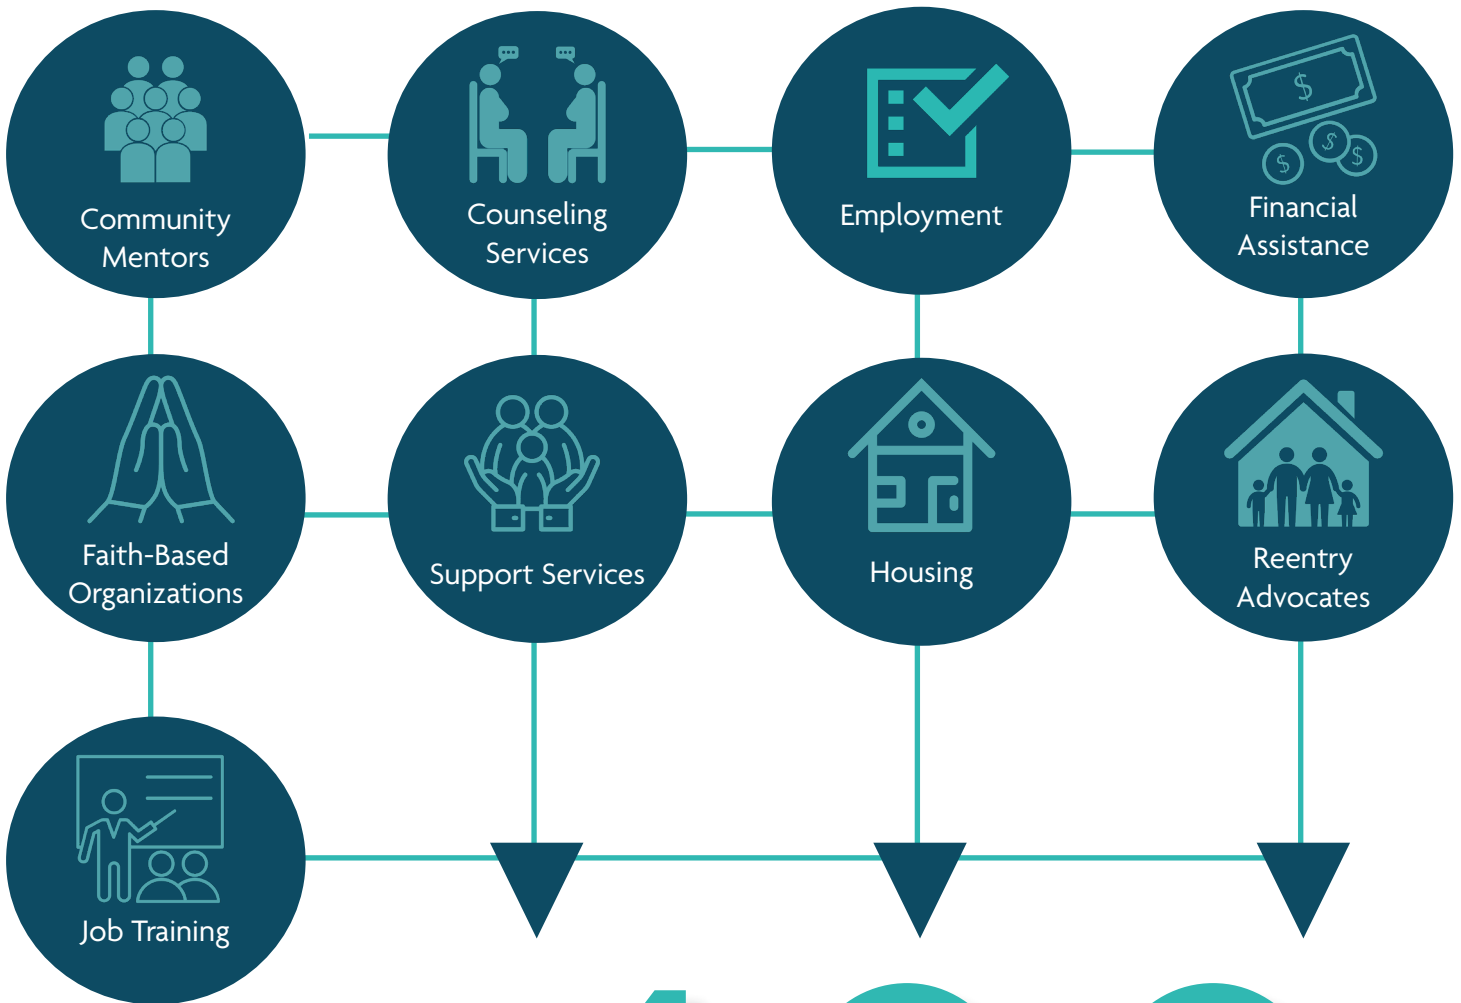 Community
Mentors
Counseling
Services
Employment
$
$
$
$
Financial
Assistance
Faith-Based
Organizations
Support Services
Housing
Reentry
Advocates
Job Training